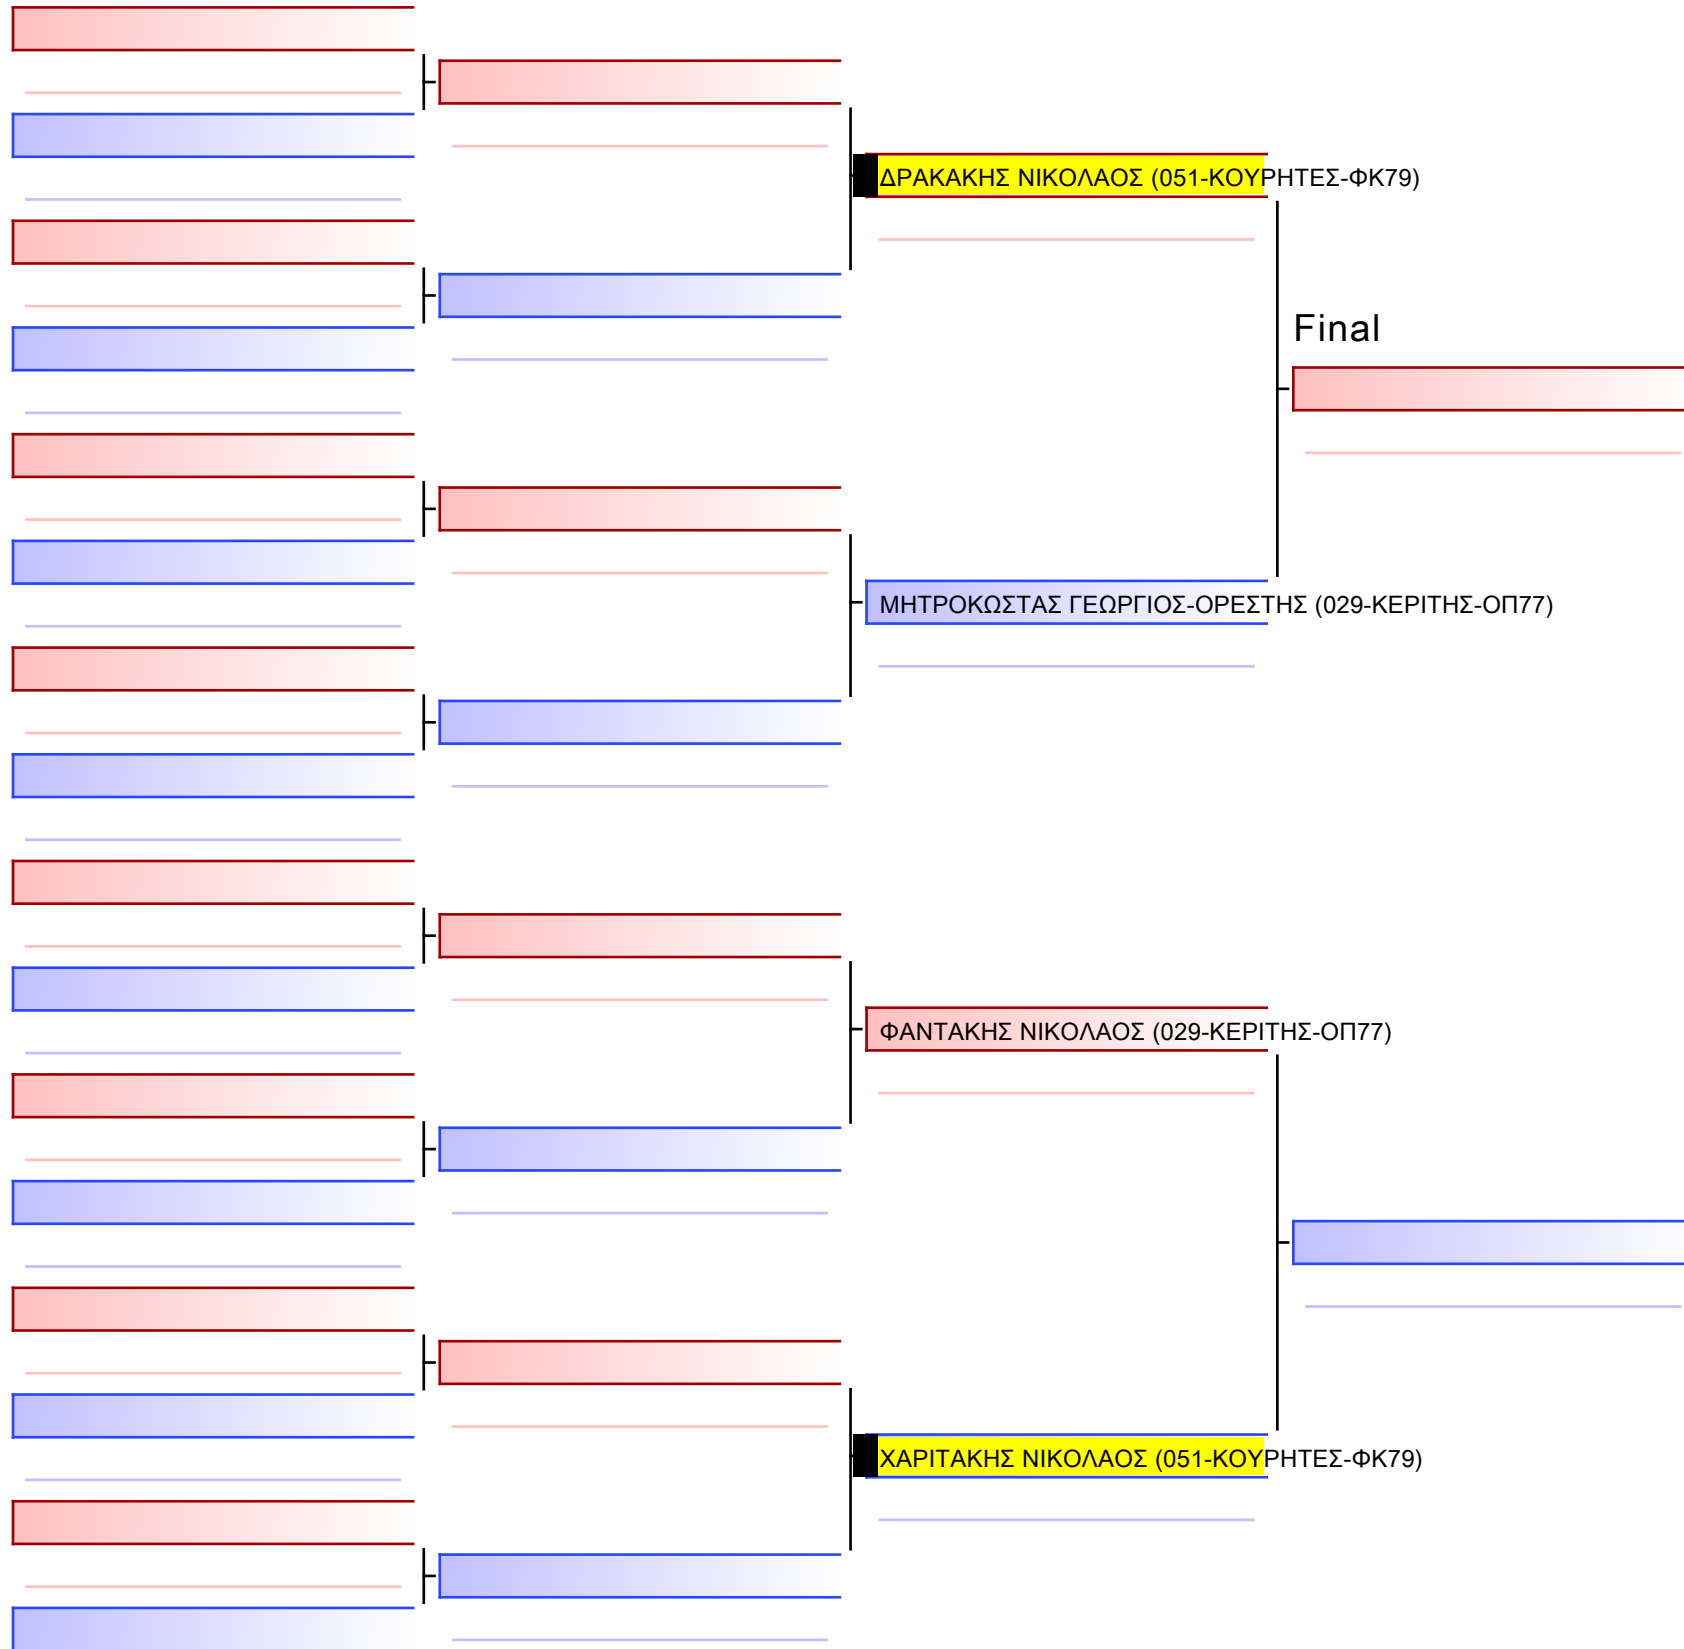 ΔΡΑΚΑΚΗΣ ΝΙΚΟΛΑΟΣ (051-ΚΟΥΡΗΤΕΣ-ΦΚ79)
Final
ΜΗΤΡΟΚΩΣΤΑΣ ΓΕΩΡΓΙΟΣ-ΟΡΕΣΤΗΣ (029-ΚΕΡΙΤΗΣ-ΟΠ77)
ΦΑΝΤΑΚΗΣ ΝΙΚΟΛΑΟΣ (029-ΚΕΡΙΤΗΣ-ΟΠ77)
ΧΑΡΙΤΑΚΗΣ ΝΙΚΟΛΑΟΣ (051-ΚΟΥΡΗΤΕΣ-ΦΚ79)